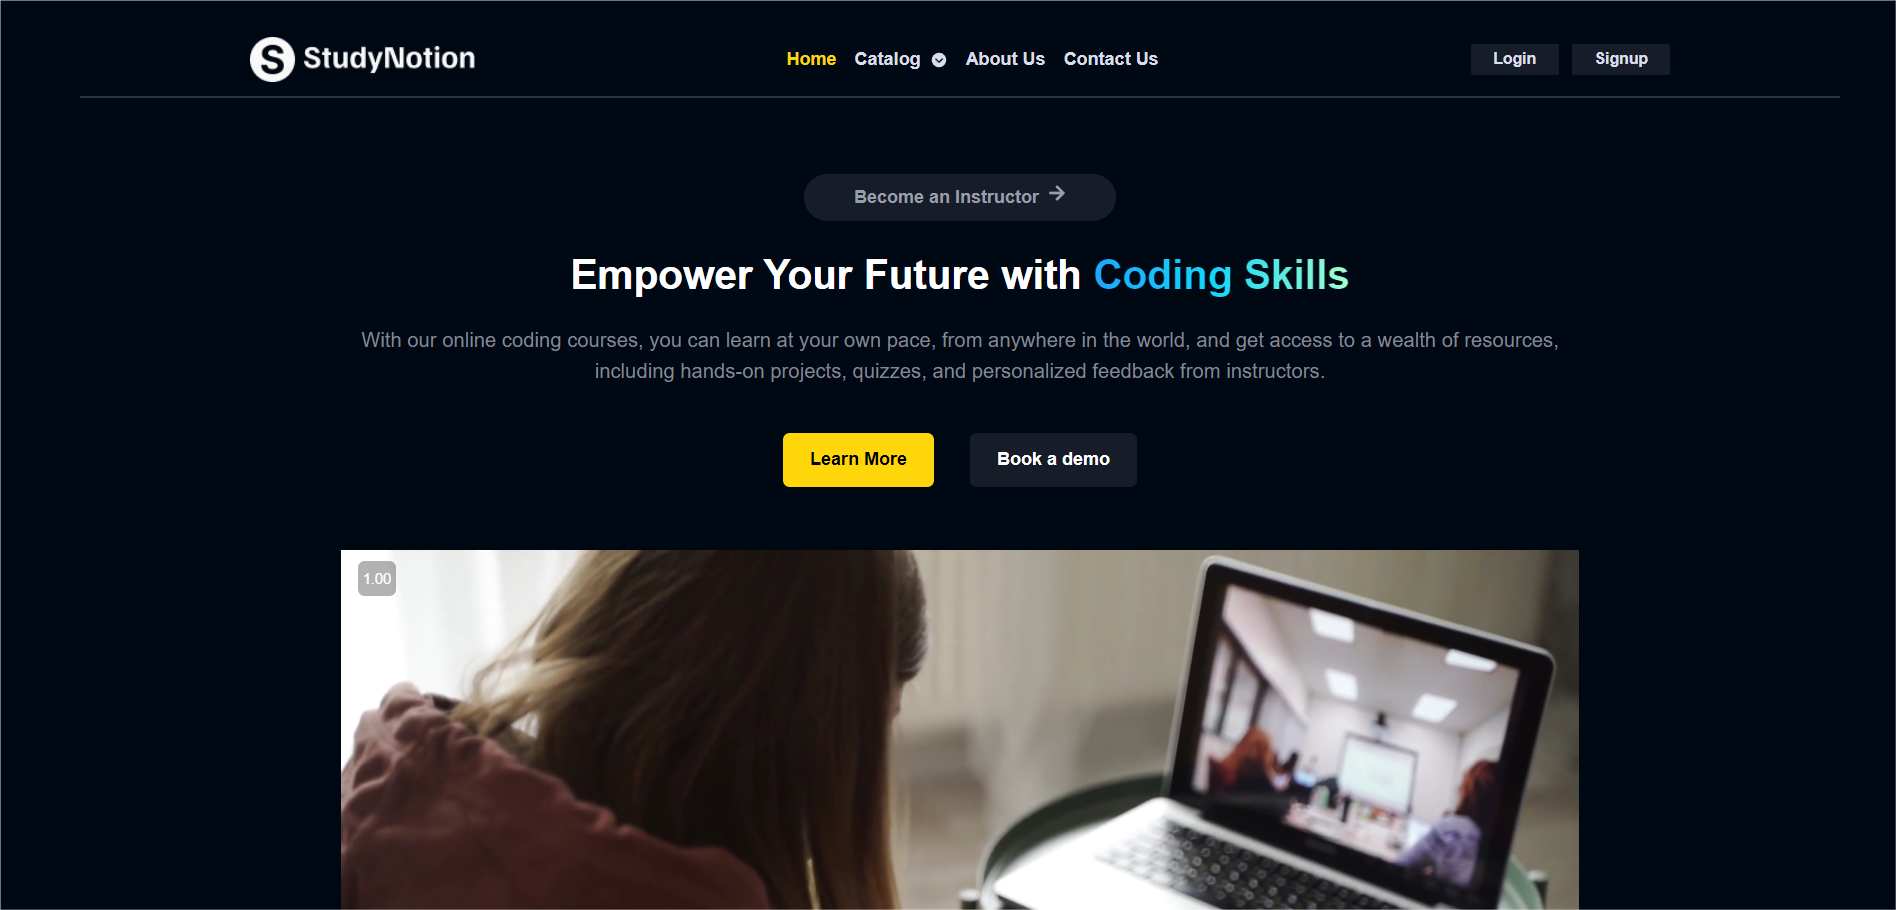 S StudyNotion
Home Catalog About Us Contact Us
Login Signup
Become an Instructor
Empower Your Future with Coding Skills
With our online coding courses, you can learn at your own pace, from anywhere in the world, and get access to a wealth of resources,
including hands-on projects, quizzes, and personalized feedback from instructors.
Learn More Book a demo
1.00